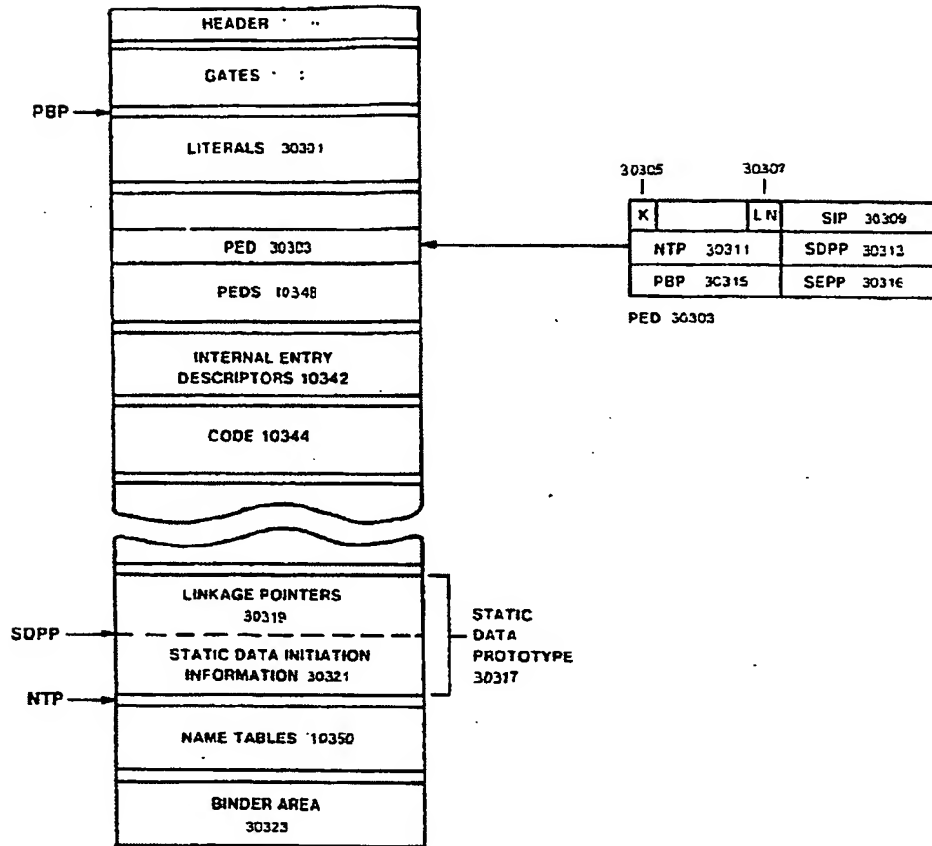 HEADER
GATES
PBP
LITERALS 30301
30305 30307
K LN SIP 30309
PED 30303
NTP 30311 SDPP 30313
PEDS 10348
PBP 30315 SEPP 30316
PED 30303
INTERNAL ENTRY
DESCRIPTORS 10342
CODE 10344
LINKAGE POINTERS
30319
SDPP
STATIC DATA INITIATION
INFORMATION 30321
STATIC
DATA
PROTOTYPE
30317
NTP
NAME TABLES 10350
BINDER AREA
30323